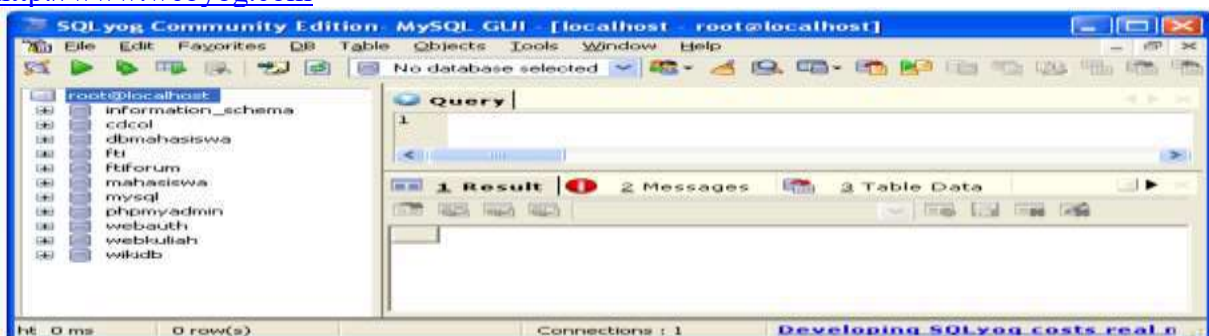 SQLyog Community Edition- MySQL GUI - [localhost - root@localhost]
File Edit Favorites DB Table Objects Tools Window Help
No database selected
root@localhost
information_schema
cdcol
dbmahasiswa
fti
ftiforum
mahasiswa
mysql
phpmyadmin
webauth
webkuliah
wikidb
Query
1
1 Result 2 Messages 3 Table Data
0 ms 0 row(s) Connections : 1 Developing SQLyog costs real